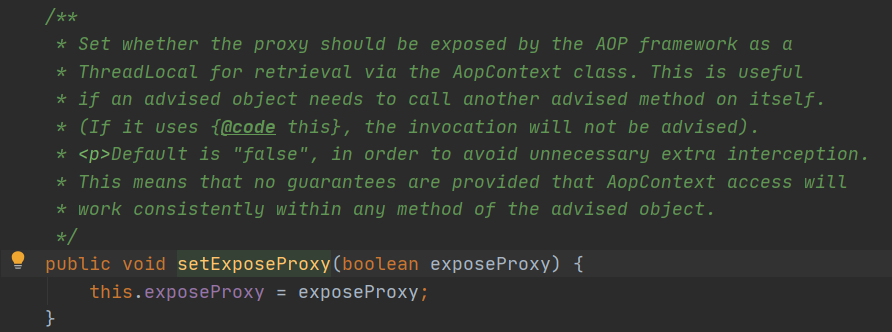 /**
 * Set whether the proxy should be exposed by the AOP framework as a
 * ThreadLocal for retrieval via the AopContext class. This is useful
 * if an advised object needs to call another advised method on itself.
 * (If it uses {@code this}, the invocation will not be advised).
 * <p>Default is "false", in order to avoid unnecessary extra interception.
 * This means that no guarantees are provided that AopContext access will
 * work consistently within any method of the advised object.
 */
public void setExposeProxy(boolean exposeProxy) {
    this.exposeProxy = exposeProxy;
}